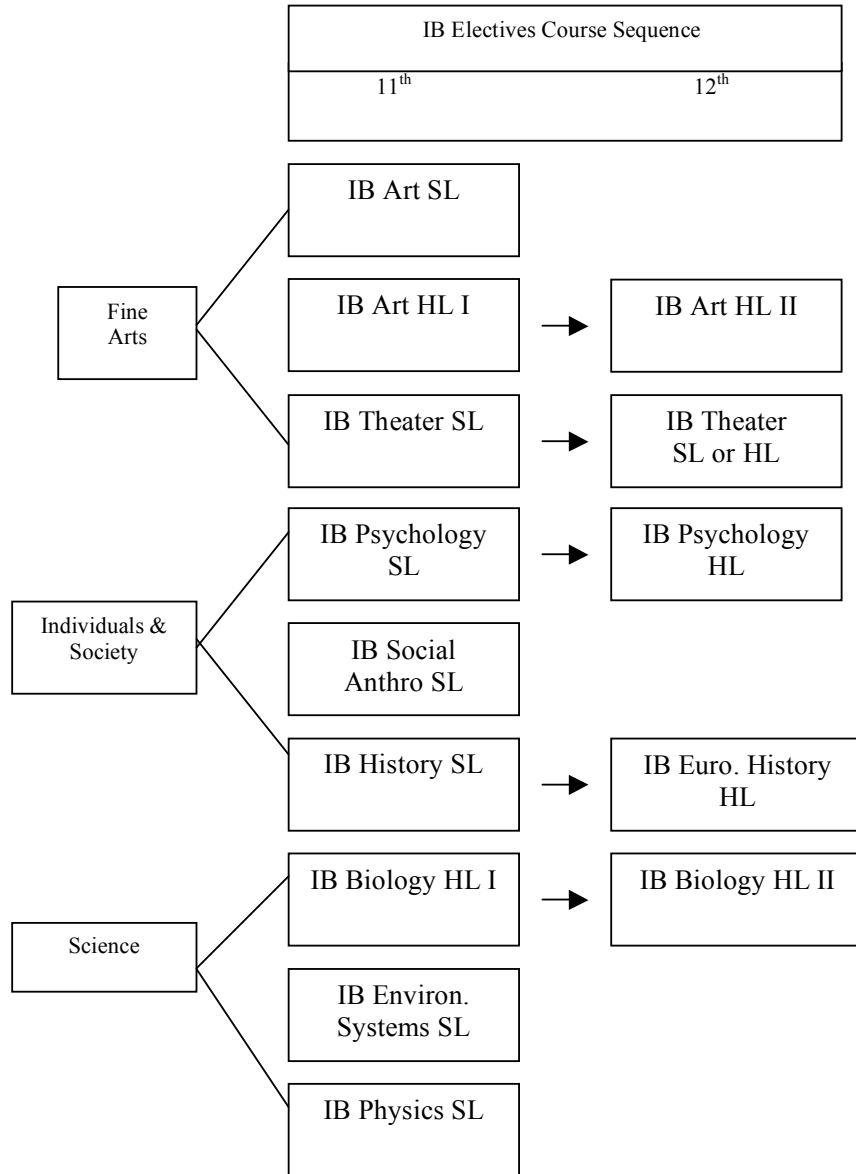 IB Electives Course Sequence
11th 12th
IB Art SL
Fine
Arts
IB Art HL I
IB Art HL II
IB Theater SL
IB Theater
SL or HL
IB Psychology
SL
IB Psychology
HL
Individuals &
Society
IB Social
Anthro SL
IB History SL
IB Euro. History
HL
IB Biology HL I
IB Biology HL II
Science
IB Environ.
Systems SL
IB Physics SL